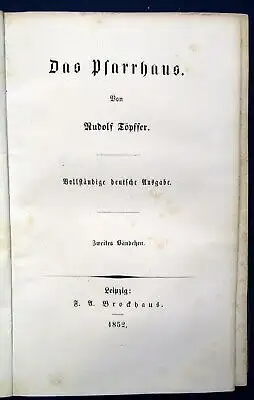 Das Pfarrhaus.
Von
Rudolf Töpffer.
Vollständige deutsche Ausgabe.
Zweites Bändchen.
Leipzig:
F. A. Brockhaus.
1852.